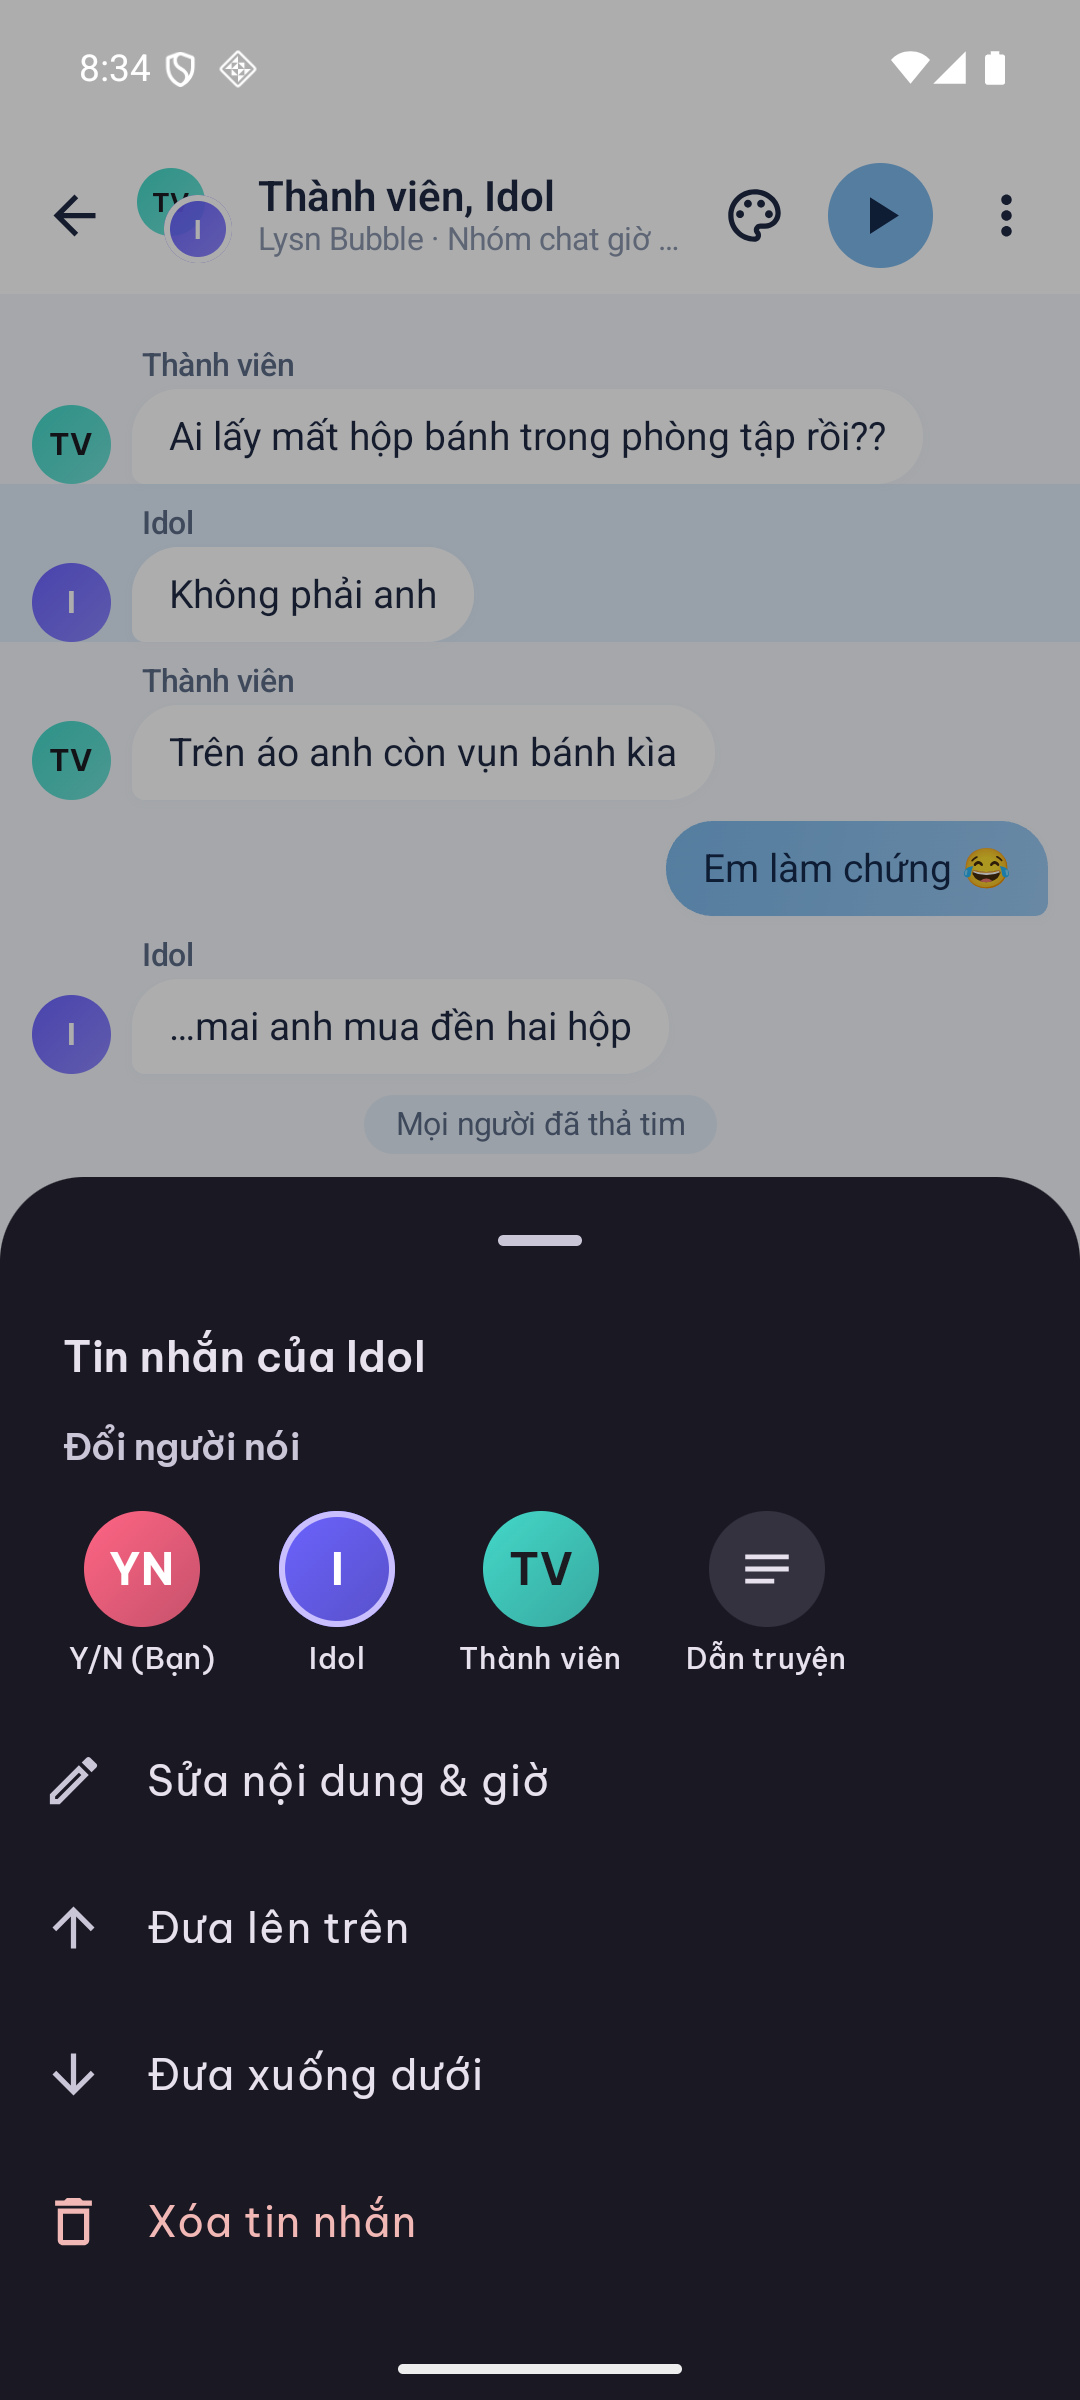 8:34
TV
I
Thành viên, Idol
Lysn Bubble · Nhóm chat giờ ...
Thành viên
TV
Ai lấy mất hộp bánh trong phòng tập rồi??
Idol
I
Không phải anh
Thành viên
TV
Trên áo anh còn vụn bánh kìa
Em làm chứng 😂
Idol
I
...mai anh mua đền hai hộp
Mọi người đã thả tim
Tin nhắn của Idol
Đổi người nói
YN
I
TV
Y/N (Bạn)
Idol
Thành viên
Dẫn truyện
Sửa nội dung & giờ
Đưa lên trên
Đưa xuống dưới
Xóa tin nhắn